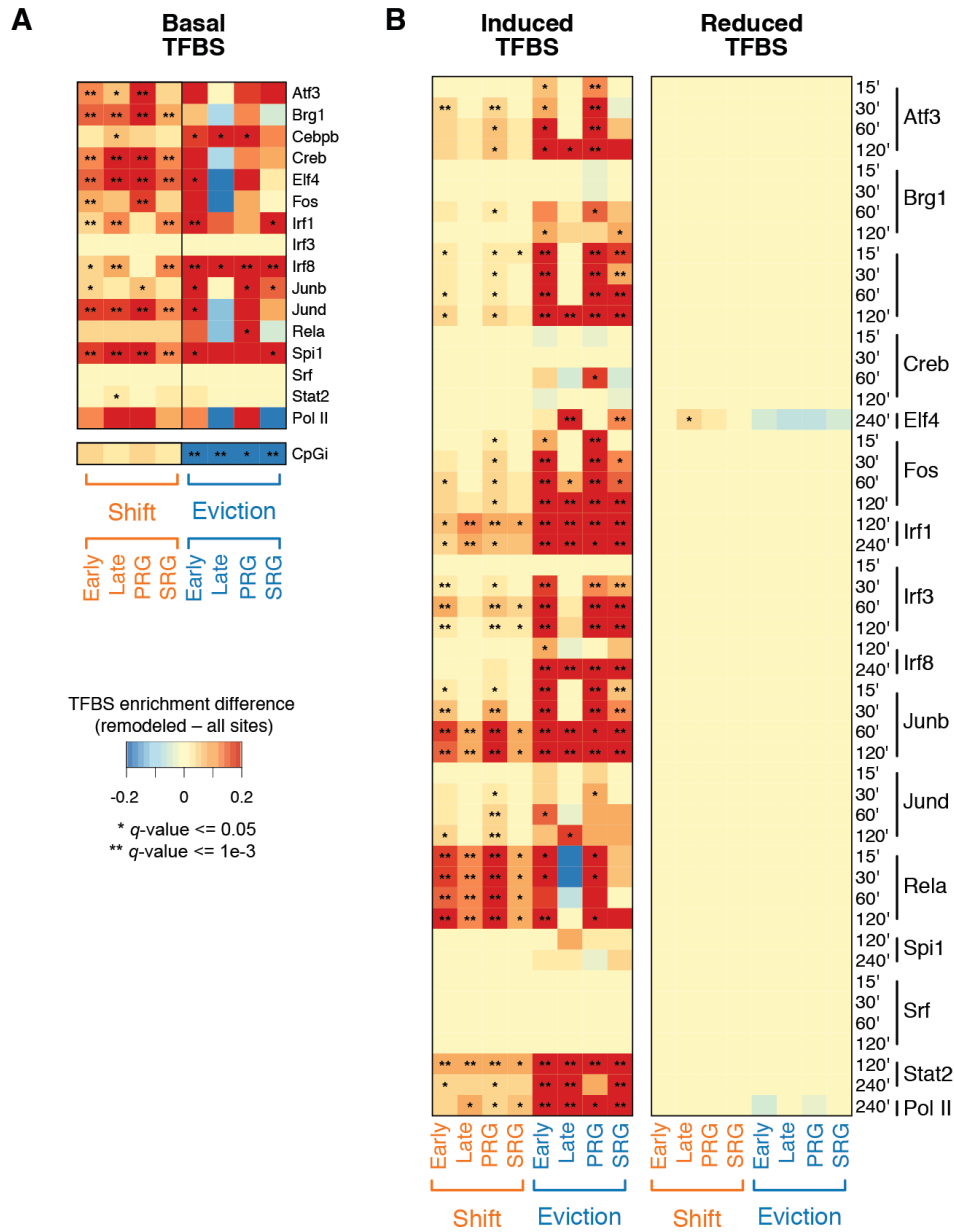 A
Basal
TFBS
Atf3
** * **
Brg1
** ** ** **
Cebpb
* * * *
Creb
** ** ** **
Elf4
** ** ** ** *
Fos
** **
Irf1
** ** ** ** *
Irf3
Irf8
* ** ** ** * ** **
Junb
* * * * *
Jund
** ** ** ** *
Rela
*
Spi1
** ** ** ** * *
Srf
Stat2
*
Pol II
CpGi
** ** * **
Shift
Eviction
Early
Late
PRG
SRG
Early
Late
PRG
SRG
TFBS enrichment difference
(remodeled – all sites)
-0.2 0 0.2
* q-value <= 0.05
** q-value <= 1e-3
B
Induced
TFBS
Reduced
TFBS
* ** 15'
** ** * ** 30'
* * ** 60'
* * * ** 120'
Atf3
15'
30'
* * 60'
* * 120'
Brg1
* * * ** ** ** 15'
* ** ** ** 30'
* * ** ** ** 60'
* * ** ** ** ** 120'
15'
30'
* 60'
120'
Creb
** ** * 240'
Elf4
* * ** 15'
* ** ** * 30'
* * ** * ** * 60'
* ** ** ** ** 120'
Fos
* ** ** * ** ** ** ** 120'
* ** * ** ** * ** 240'
Irf1
15'
** * ** ** ** 30'
** ** * ** ** ** 60'
** ** * ** ** ** 120'
Irf3
* 120'
** ** ** ** 240'
Irf8
* * ** ** ** 15'
** ** ** ** ** 30'
** ** ** * ** ** * ** 60'
** ** ** * ** ** ** ** 120'
Junb
15'
* * 30'
** * 60'
* ** * 120'
Jund
** ** ** * * * 15'
** ** ** * * * 30'
** ** ** * ** ** 60'
** ** ** * ** * 120'
Rela
120'
240'
Spi1
15'
30'
60'
120'
Srf
** ** ** * ** ** ** ** 120'
* * ** ** ** 240'
Stat2
* * * ** ** * ** 240'
Pol II
Early
Late
PRG
SRG
Early
Late
PRG
SRG
Early
Late
PRG
SRG
Early
Late
PRG
SRG
Shift
Eviction
Shift
Eviction